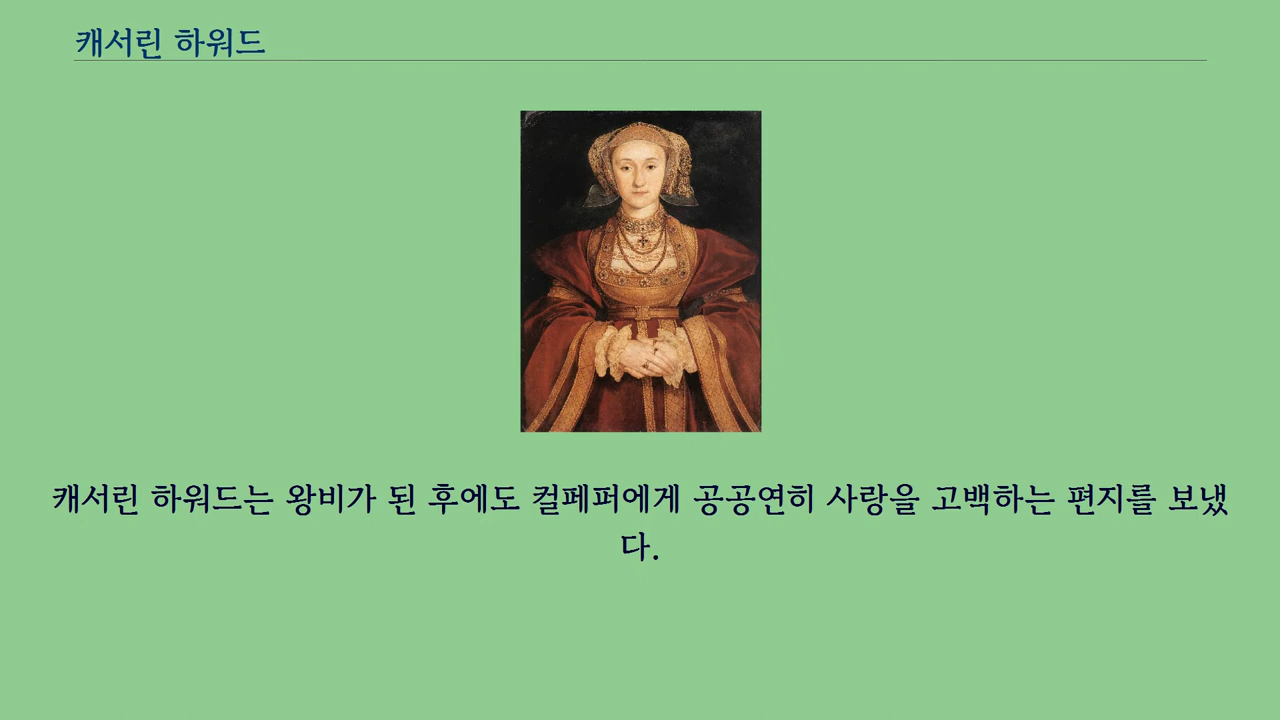 캐서린 하워드
캐서린 하워드는 왕비가 된 후에도 컬페퍼에게 공공연히 사랑을 고백하는 편지를 보냈
다.